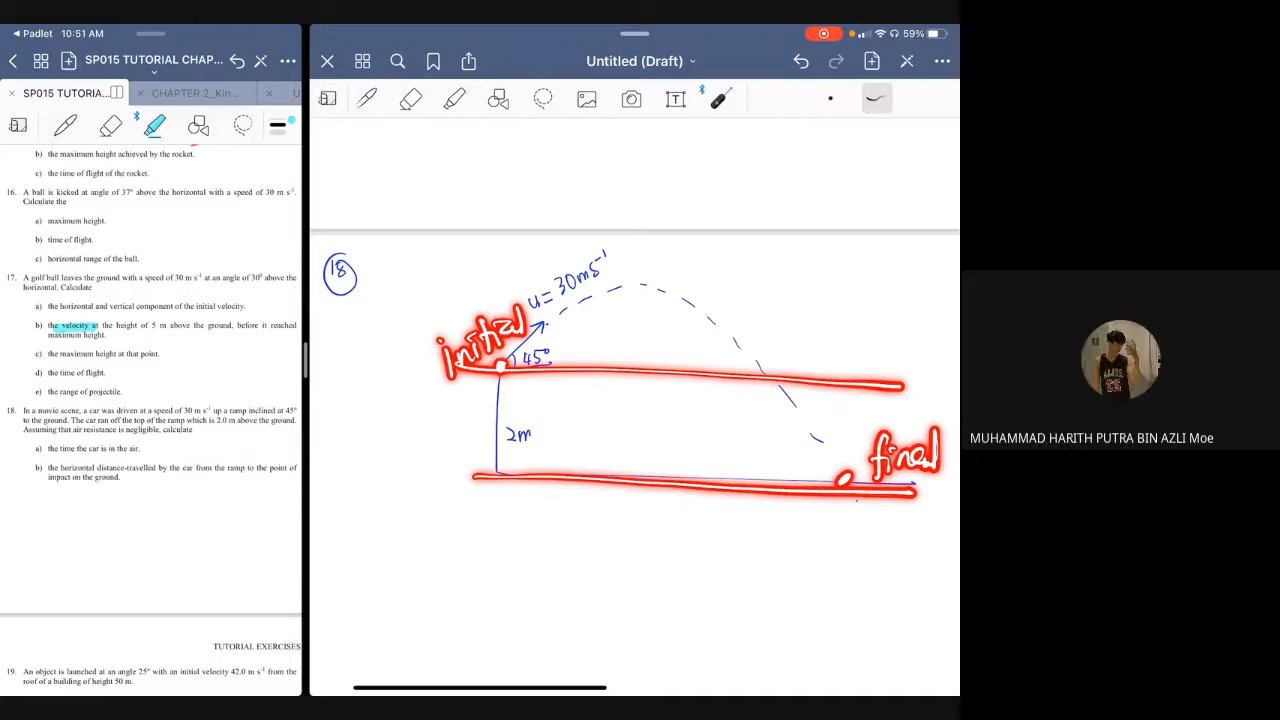 Padlet 10:51 AM
59%
SP015 TUTORIAL CHAP...
Untitled (Draft)
SP015 TUTORIA...
CHAPTER 2_Kin...
b) the maximum height achieved by the rocket.
c) the time of flight of the rocket.
16. A ball is kicked at angle of 37° above the horizontal with a speed of 30 m s⁻¹.
Calculate the
a) maximum height.
b) time of flight.
c) horizontal range of the ball.
17. A golf ball leaves the ground with a speed of 30 m s⁻¹ at an angle of 30⁰ above the
horizontal. Calculate
a) the horizontal and vertical component of the initial velocity.
b) the velocity at the height of 5 m above the ground, before it reached
maximum height.
c) the maximum height at that point.
d) the time of flight.
e) the range of projectile.
18. In a movie scene, a car was driven at a speed of 30 m s⁻¹ up a ramp inclined at 45°
to the ground. The car ran off the top of the ramp which is 2.0 m above the ground.
Assuming that air resistance is negligible, calculate
a) the time the car is in the air.
b) the horizontal distance-travelled by the car from the ramp to the point of
impact on the ground.
TUTORIAL EXERCISES
19. An object is launched at an angle 25° with an initial velocity 42.0 m s⁻¹ from the
roof of a building of height 50 m.
18
u = 30ms⁻¹
initial
45°
2m
final
MUHAMMAD HARITH PUTRA BIN AZLI Moe